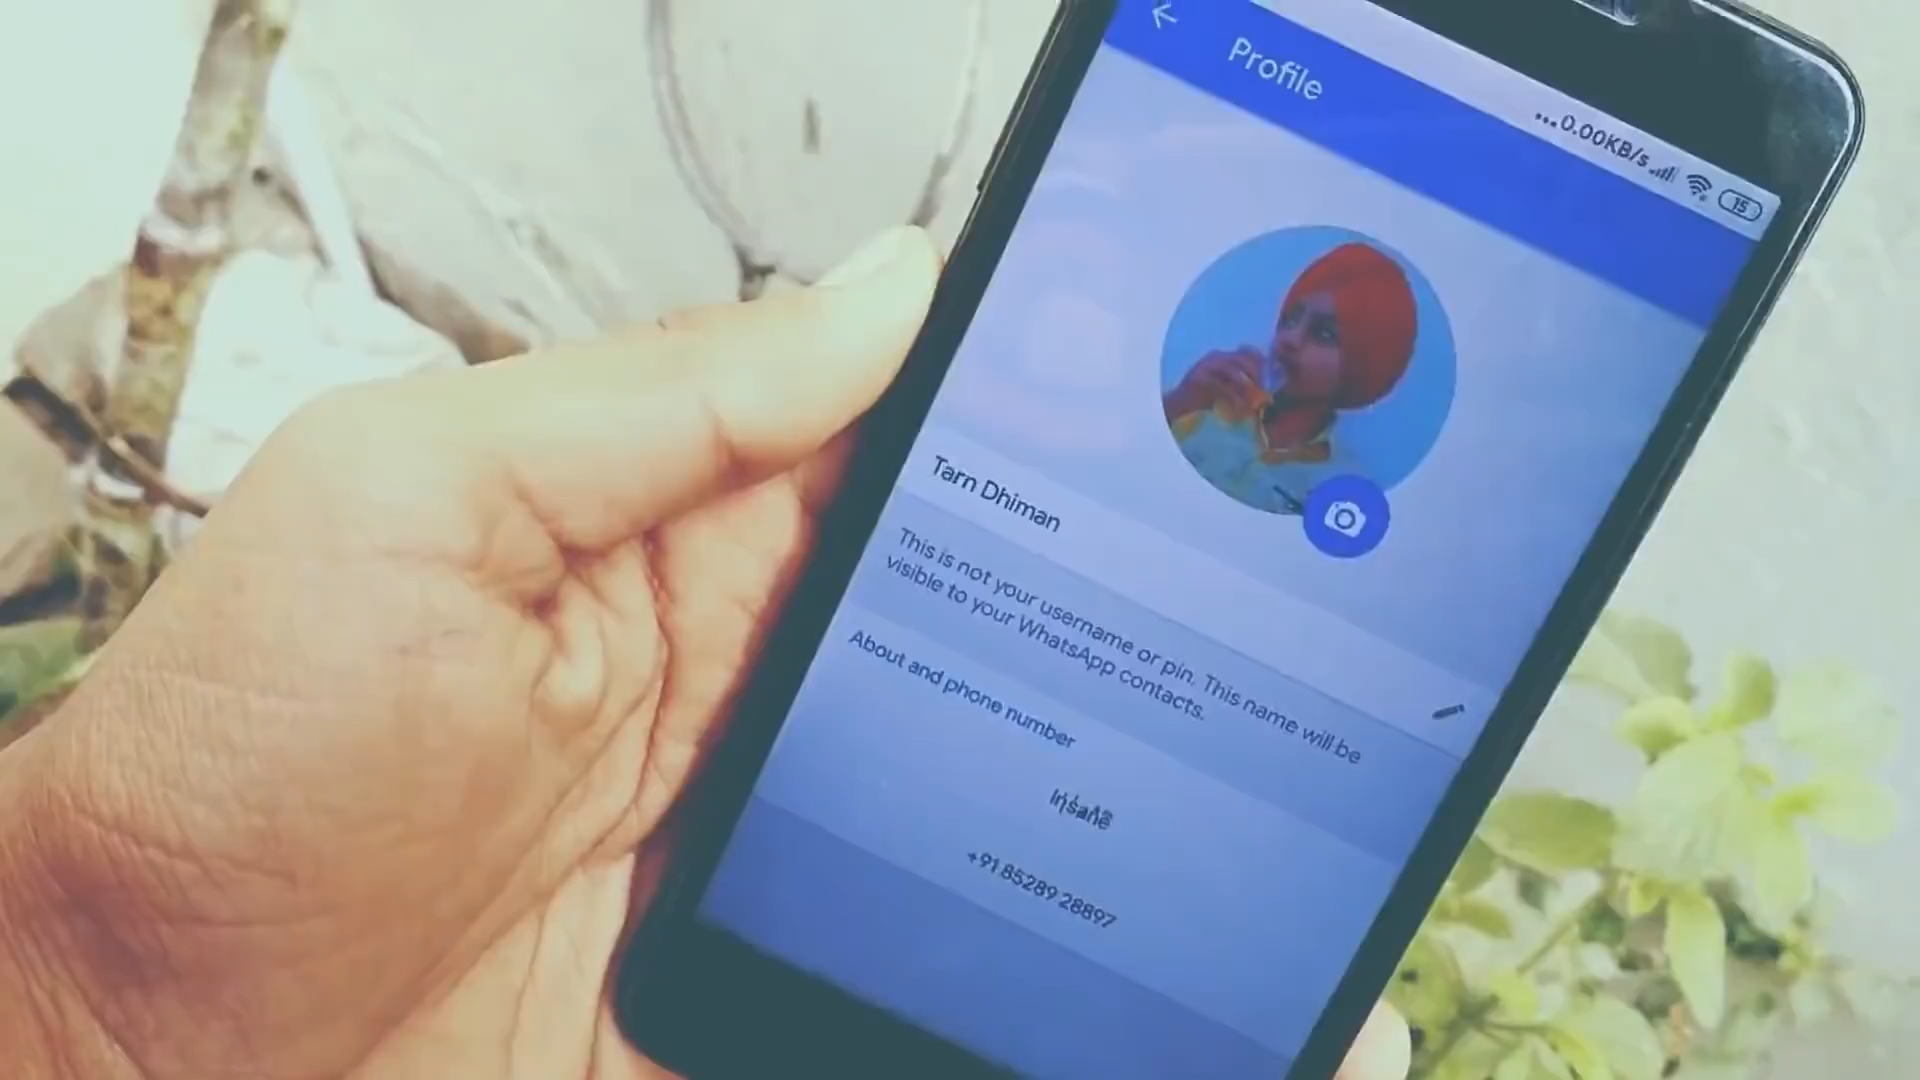 ...0.00KB/s 15
Profile
Tarn Dhiman
This is not your username or pin. This name will be
visible to your WhatsApp contacts.
About and phone number
+91 85289 28897